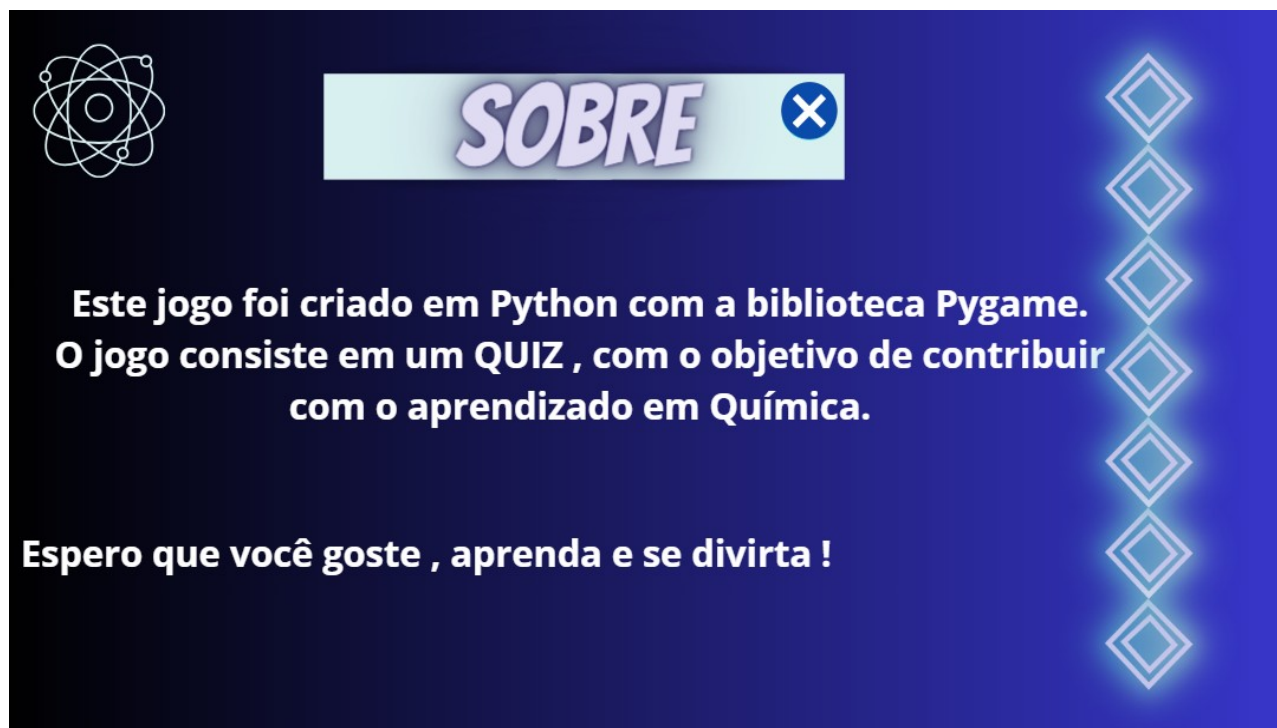 SOBRE
Este jogo foi criado em Python com a biblioteca Pygame.
O jogo consiste em um QUIZ , com o objetivo de contribuir
com o aprendizado em Química.
Espero que você goste , aprenda e se divirta !